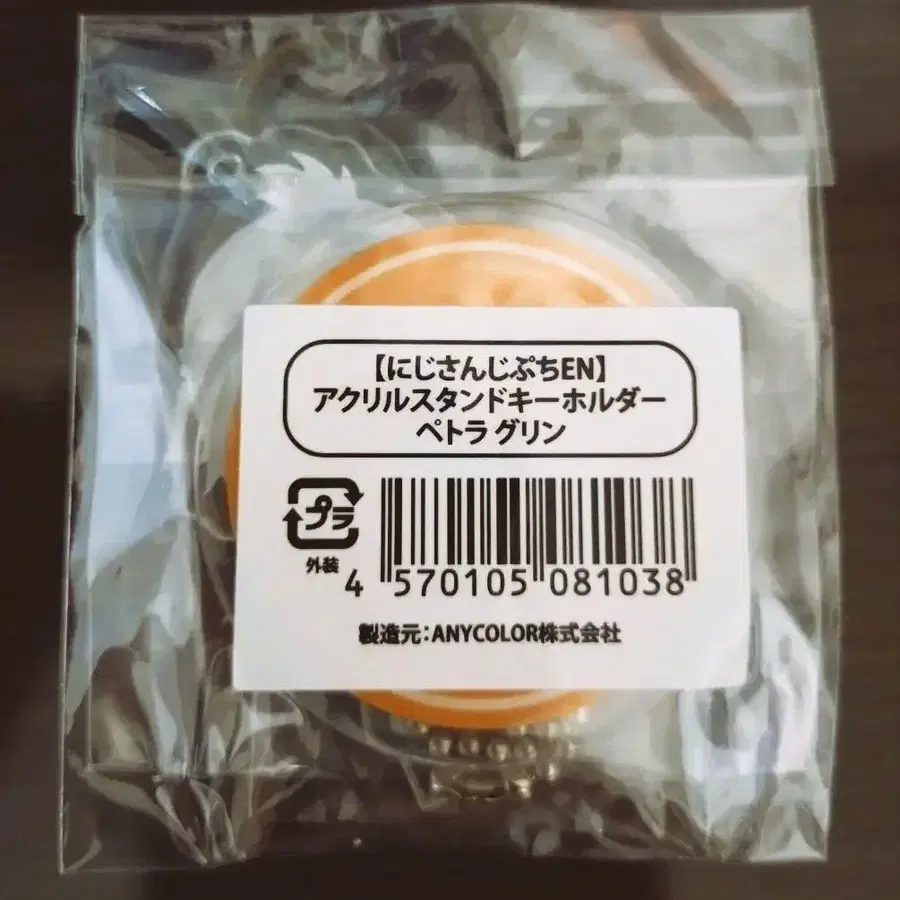 【にじさんじぷちEN】
アクリルスタンドキーホルダー
ペトラ グリン
プラ
外装
4 570105 081038
製造元：ANYCOLOR株式会社